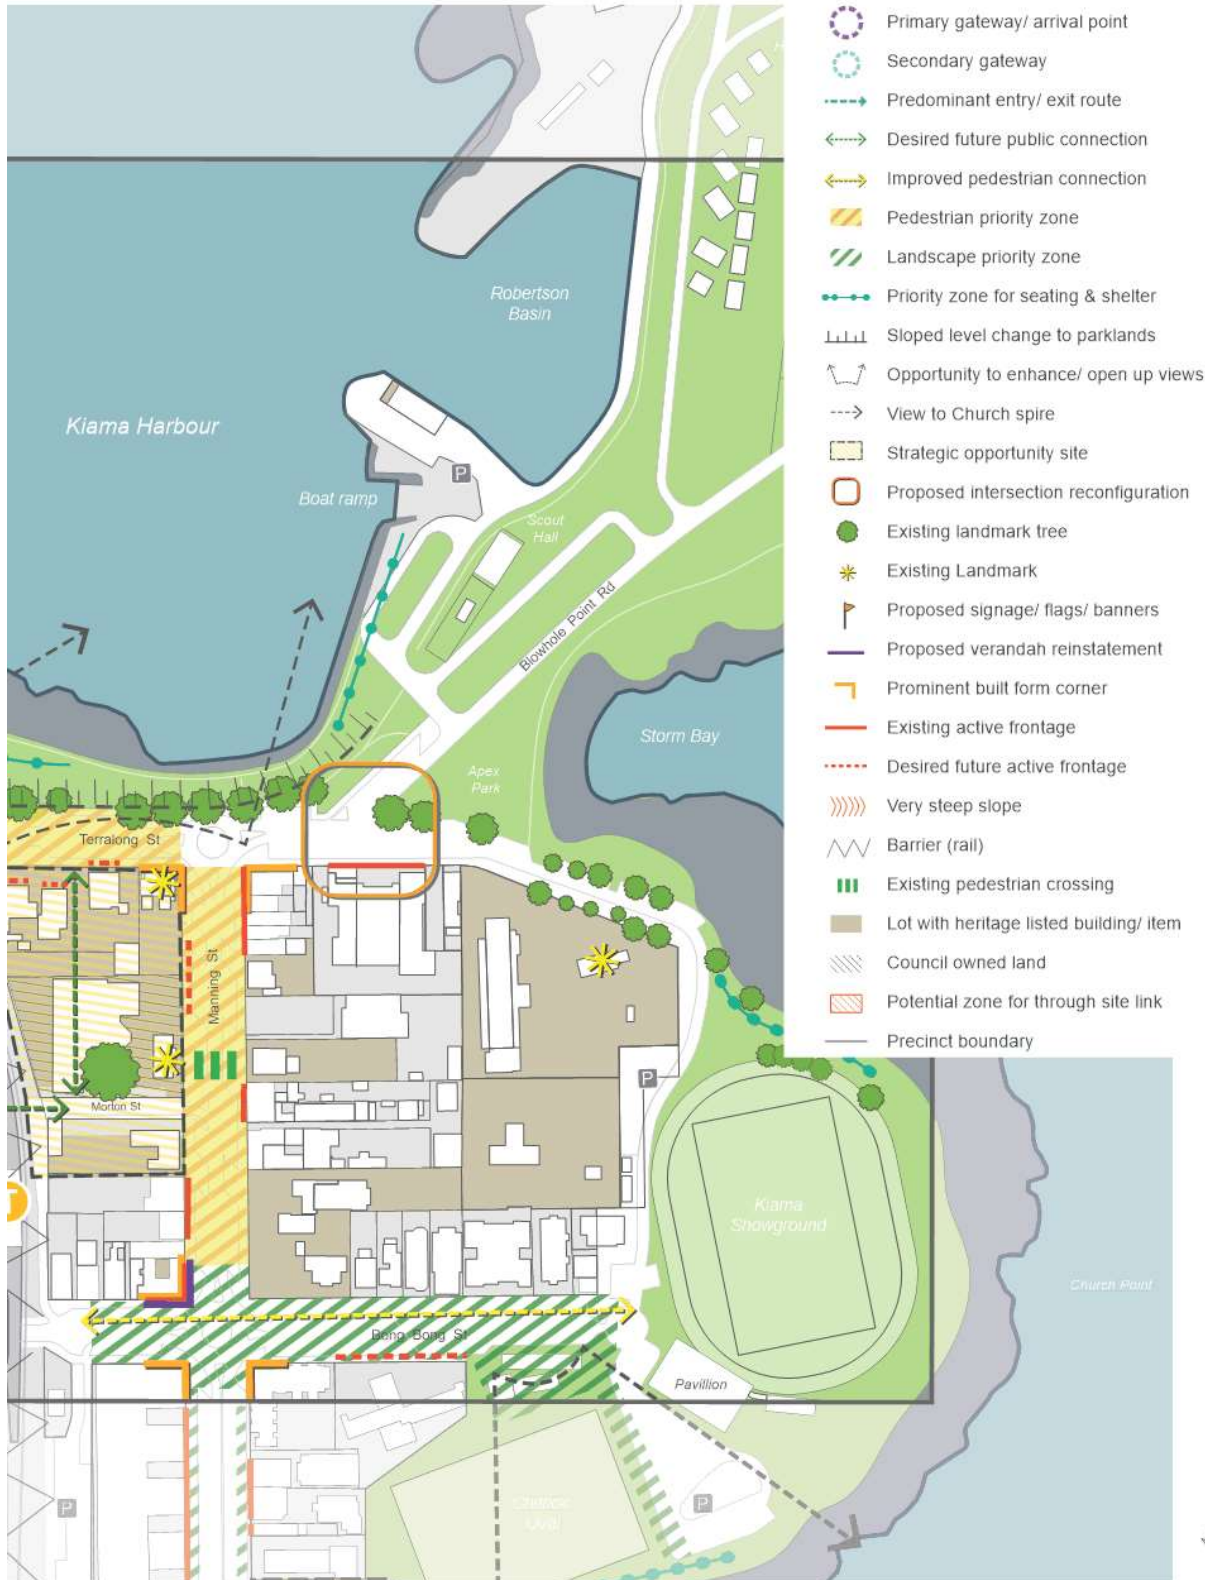 Primary gateway/ arrival point
Secondary gateway
Predominant entry/ exit route
Desired future public connection
Improved pedestrian connection
Pedestrian priority zone
Landscape priority zone
Priority zone for seating & shelter
Sloped level change to parklands
Opportunity to enhance/ open up views
View to Church spire
Strategic opportunity site
Proposed intersection reconfiguration
Existing landmark tree
Existing Landmark
Proposed signage/ flags/ banners
Proposed verandah reinstatement
Prominent built form corner
Existing active frontage
Desired future active frontage
Very steep slope
Barrier (rail)
Existing pedestrian crossing
Lot with heritage listed building/ item
Council owned land
Potential zone for through site link
Precinct boundary
Robertson
Basin
Kiama Harbour
P
Boat ramp
Scout
Hall
Blowhole Point Rd
Storm Bay
Apex
Park
Terralong St
Manning St
P
Morton St
Kiama
Showground
Church Point
Bong Bong St
Pavillion
P
P
Oval